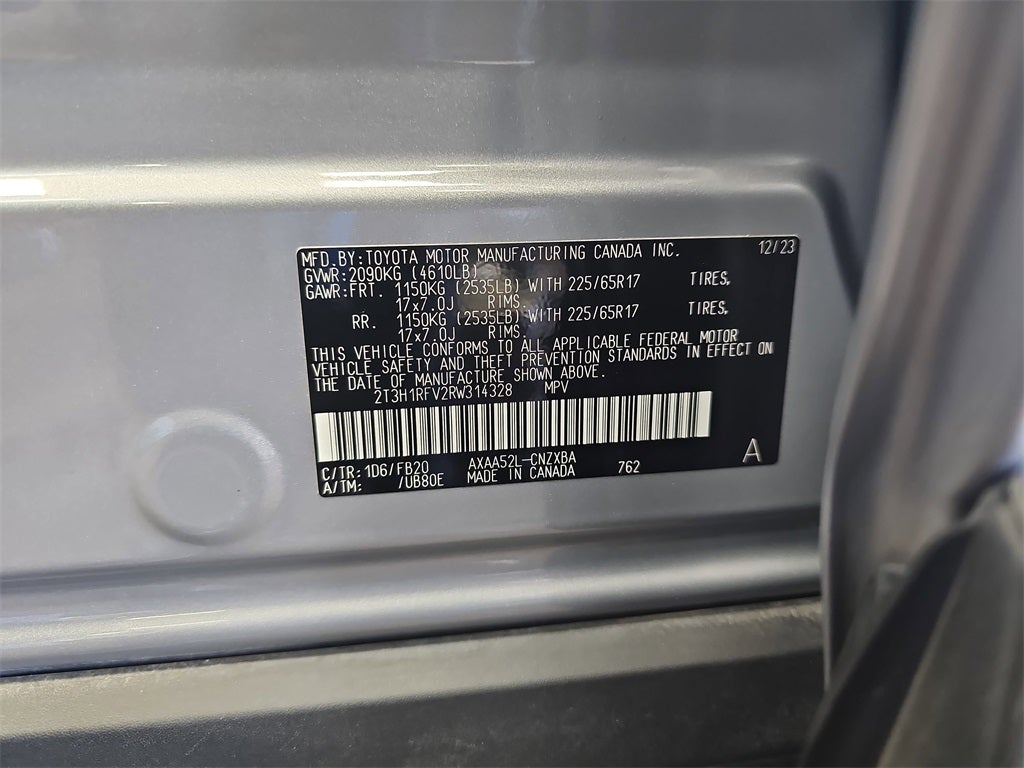 MFD.BY:TOYOTA MOTOR MANUFACTURING CANADA INC. 12/23
GVWR:2090KG (4610LB)
GAWR:FRT. 1150KG (2535LB) WITH 225/65R17 TIRES,
17x7.0J RIMS.
RR. 1150KG (2535LB) WITH 225/65R17 TIRES,
17x7.0J RIMS.
THIS VEHICLE CONFORMS TO ALL APPLICABLE FEDERAL MOTOR
VEHICLE SAFETY AND THEFT PREVENTION STANDARDS IN EFFECT ON
THE DATE OF MANUFACTURE SHOWN ABOVE.
2T3H1RFV2RW314328 MPV
C/TR: 1D6/FB20 AXAA52L-CNZXBA 762 A
A/TM: /UB80E MADE IN CANADA